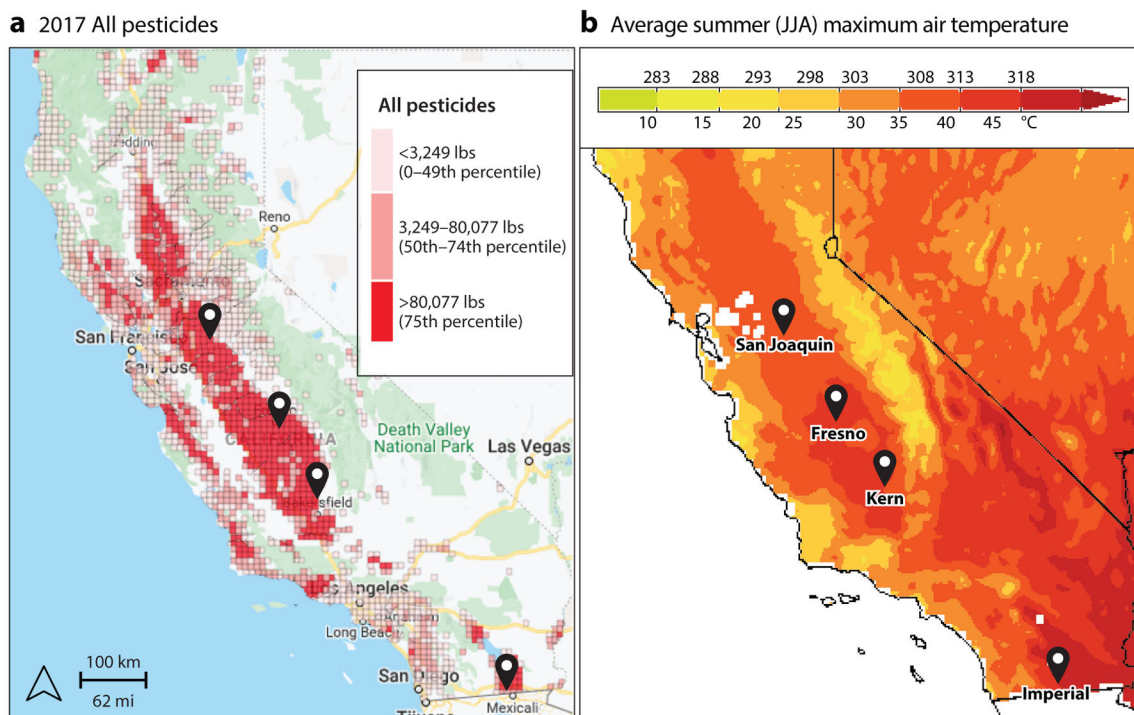 a 2017 All pesticides
All pesticides
<3,249 lbs
(0–49th percentile)
3,249–80,077 lbs
(50th–74th percentile)
>80,077 lbs
(75th percentile)
Reno
San Francis
San Jose
Death Valley
National Park
Las Vegas
Los Angeles
Long Beach
San Diego
Mexicali
Tijuana
100 km
62 mi
b Average summer (JJA) maximum air temperature
283 288 293 298 303 308 313 318
10 15 20 25 30 35 40 45 °C
San Joaquin
Fresno
Kern
Imperial